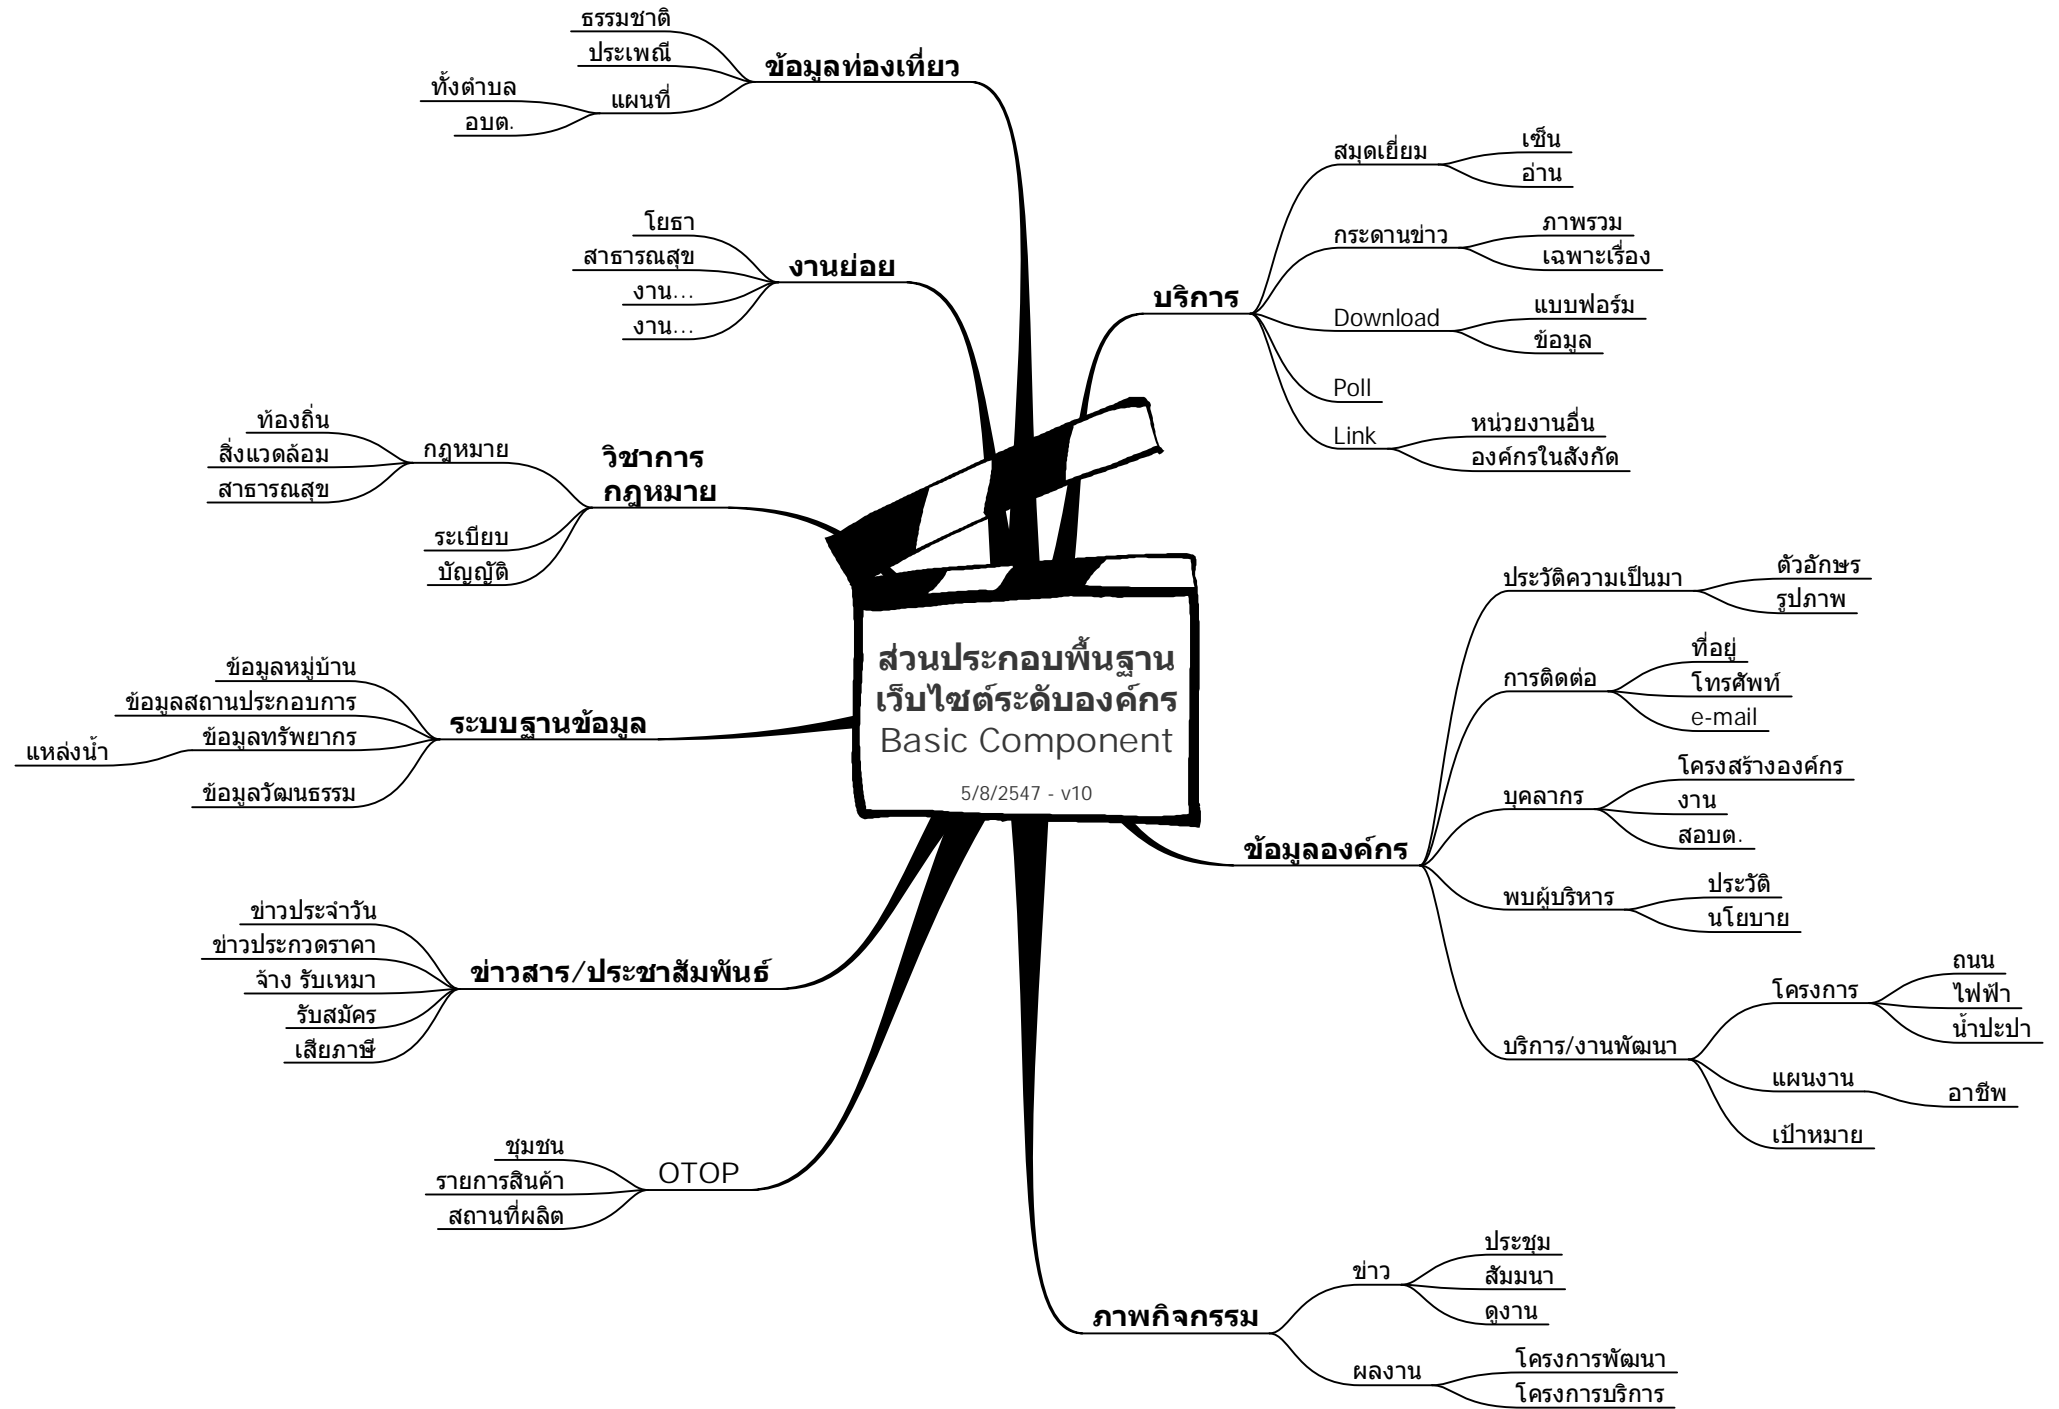 ส่วนประกอบพื้นฐาน
เว็บไซต์ระดับองค์กร
Basic Component
5/8/2547 - v10
บริการ
สมุดเยี่ยม
เซ็น
อ่าน
กระดานข่าว
ภาพรวม
เฉพาะเรื่อง
Download
แบบฟอร์ม
ข้อมูล
Poll
Link
หน่วยงานอื่น
องค์กรในสังกัด
ข้อมูลองค์กร
ประวัติความเป็นมา
ตัวอักษร
รูปภาพ
การติดต่อ
ที่อยู่
โทรศัพท์
e-mail
บุคลากร
โครงสร้างองค์กร
งาน
สอบต.
พบผู้บริหาร
ประวัติ
นโยบาย
บริการ/งานพัฒนา
โครงการ
ถนน
ไฟฟ้า
น้ำปะปา
แผนงาน
อาชีพ
เป้าหมาย
ภาพกิจกรรม
ข่าว
ประชุม
สัมมนา
ดูงาน
ผลงาน
โครงการพัฒนา
โครงการบริการ
OTOP
ชุมชน
รายการสินค้า
สถานที่ผลิต
ข่าวสาร/ประชาสัมพันธ์
ข่าวประจำวัน
ข่าวประกวดราคา
จ้าง รับเหมา
รับสมัคร
เสียภาษี
ระบบฐานข้อมูล
ข้อมูลหมู่บ้าน
ข้อมูลสถานประกอบการ
ข้อมูลทรัพยากร
แหล่งน้ำ
ข้อมูลวัฒนธรรม
วิชาการ
กฎหมาย
กฎหมาย
ท้องถิ่น
สิ่งแวดล้อม
สาธารณสุข
ระเบียบ
บัญญัติ
งานย่อย
โยธา
สาธารณสุข
งาน...
งาน...
ข้อมูลท่องเที่ยว
ธรรมชาติ
ประเพณี
แผนที่
ทั้งตำบล
อบต.